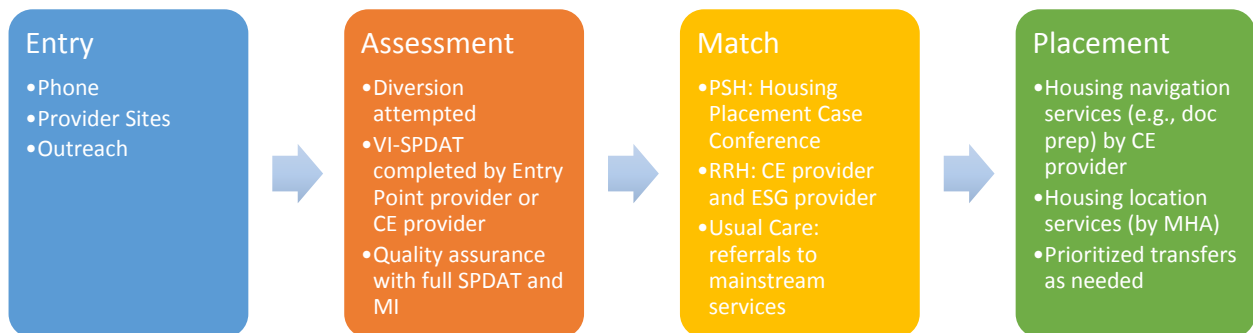 Entry
•Phone
•Provider Sites
•Outreach
Assessment
•Diversion
attempted
•VI-SPDAT
completed by Entry
Point provider or
CE provider
•Quality assurance
with full SPDAT and
MI
Match
•PSH: Housing
Placement Case
Conference
•RRH: CE provider
and ESG provider
•Usual Care:
referrals to
mainstream
services
Placement
•Housing navigation
services (e.g., doc
prep) by CE
provider
•Housing location
services (by MHA)
•Prioritized transfers
as needed